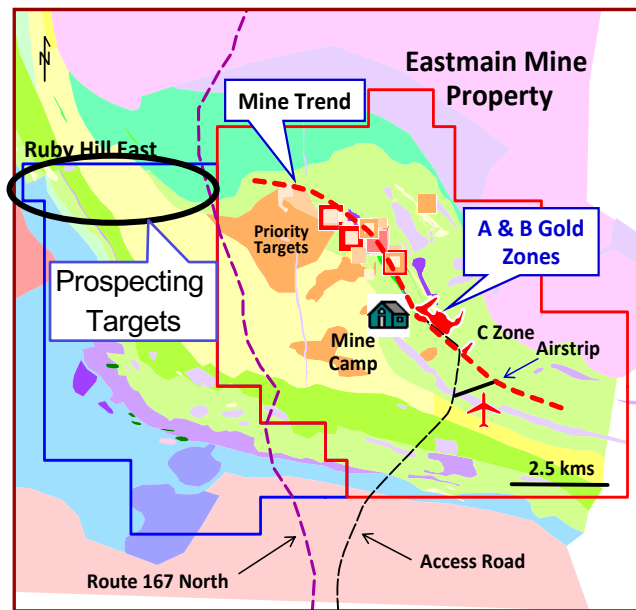 N
Eastmain Mine
Property
Mine Trend
Ruby Hill East
Priority
Targets
A & B Gold
Zones
Prospecting
Targets
C Zone
Mine
Camp
Airstrip
2.5 kms
Route 167 North
Access Road